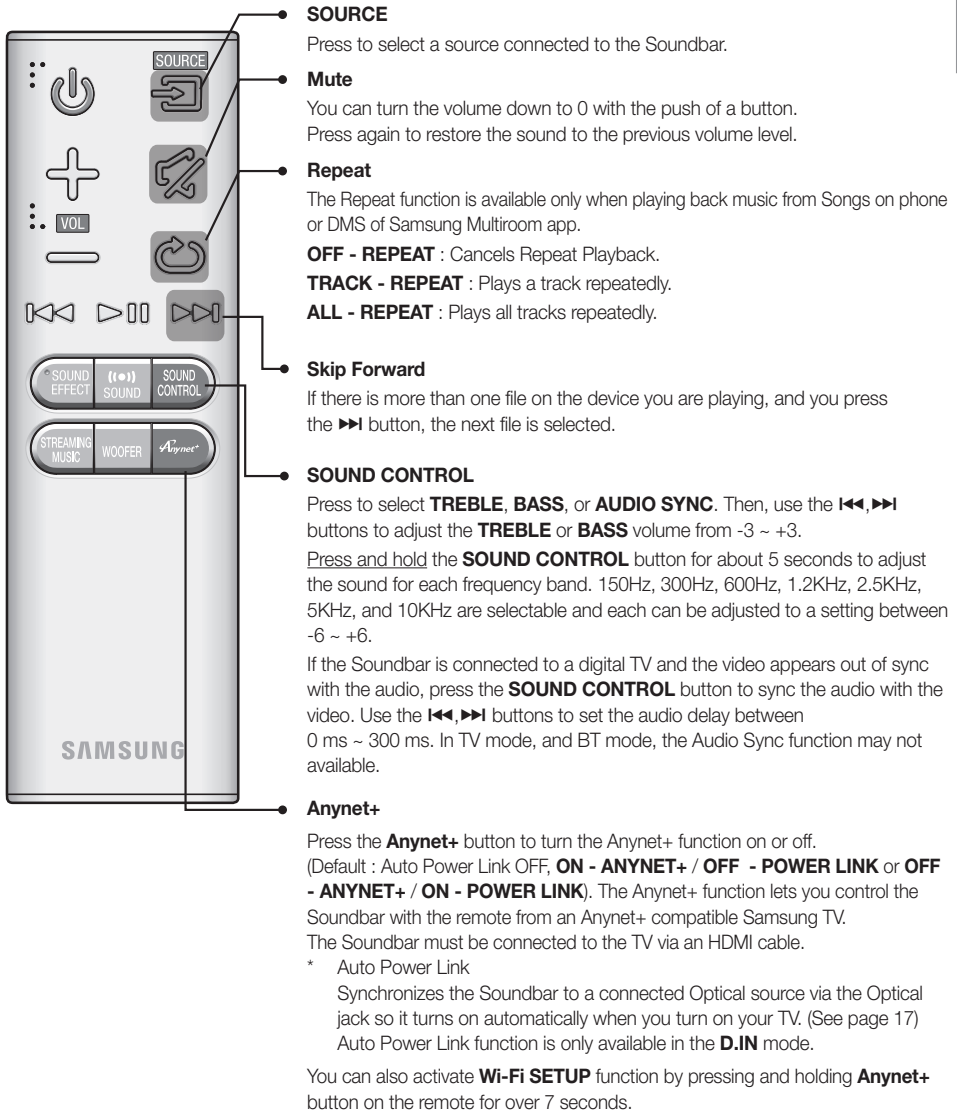 SOURCE
Press to select a source connected to the Soundbar.
Mute
You can turn the volume down to 0 with the push of a button.
Press again to restore the sound to the previous volume level.
Repeat
The Repeat function is available only when playing back music from Songs on phone
or DMS of Samsung Multiroom app.
OFF - REPEAT : Cancels Repeat Playback.
TRACK - REPEAT : Plays a track repeatedly.
ALL - REPEAT : Plays all tracks repeatedly.
Skip Forward
If there is more than one file on the device you are playing, and you press
the ▶▶I button, the next file is selected.
SOUND CONTROL
Press to select TREBLE, BASS, or AUDIO SYNC. Then, use the I◀◀,▶▶I
buttons to adjust the TREBLE or BASS volume from -3 ~ +3.
Press and hold the SOUND CONTROL button for about 5 seconds to adjust
the sound for each frequency band. 150Hz, 300Hz, 600Hz, 1.2KHz, 2.5KHz,
5KHz, and 10KHz are selectable and each can be adjusted to a setting between
-6 ~ +6.
If the Soundbar is connected to a digital TV and the video appears out of sync
with the audio, press the SOUND CONTROL button to sync the audio with the
video. Use the I◀◀,▶▶I buttons to set the audio delay between
0 ms ~ 300 ms. In TV mode, and BT mode, the Audio Sync function may not
available.
Anynet+
Press the Anynet+ button to turn the Anynet+ function on or off.
(Default : Auto Power Link OFF, ON - ANYNET+ / OFF - POWER LINK or OFF
- ANYNET+ / ON - POWER LINK). The Anynet+ function lets you control the
Soundbar with the remote from an Anynet+ compatible Samsung TV.
The Soundbar must be connected to the TV via an HDMI cable.
* Auto Power Link
Synchronizes the Soundbar to a connected Optical source via the Optical
jack so it turns on automatically when you turn on your TV. (See page 17)
Auto Power Link function is only available in the D.IN mode.
You can also activate Wi-Fi SETUP function by pressing and holding Anynet+
button on the remote for over 7 seconds.
SOURCE
VOL
SOUND
EFFECT
SOUND
SOUND
CONTROL
STREAMING
MUSIC
WOOFER
Anynet+
SAMSUNG